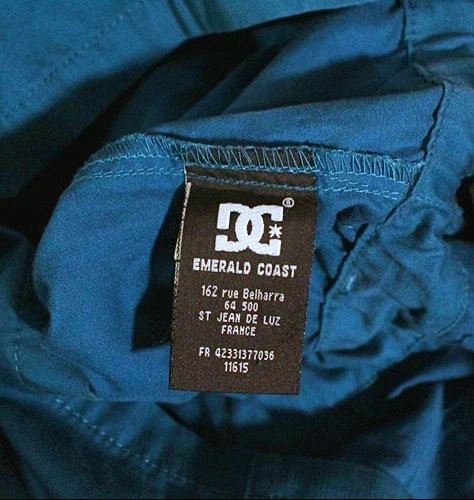 DC
®
EMERALD COAST
162 rue Belharra
64 500
ST JEAN DE LUZ
FRANCE
FR 42331377036
11615